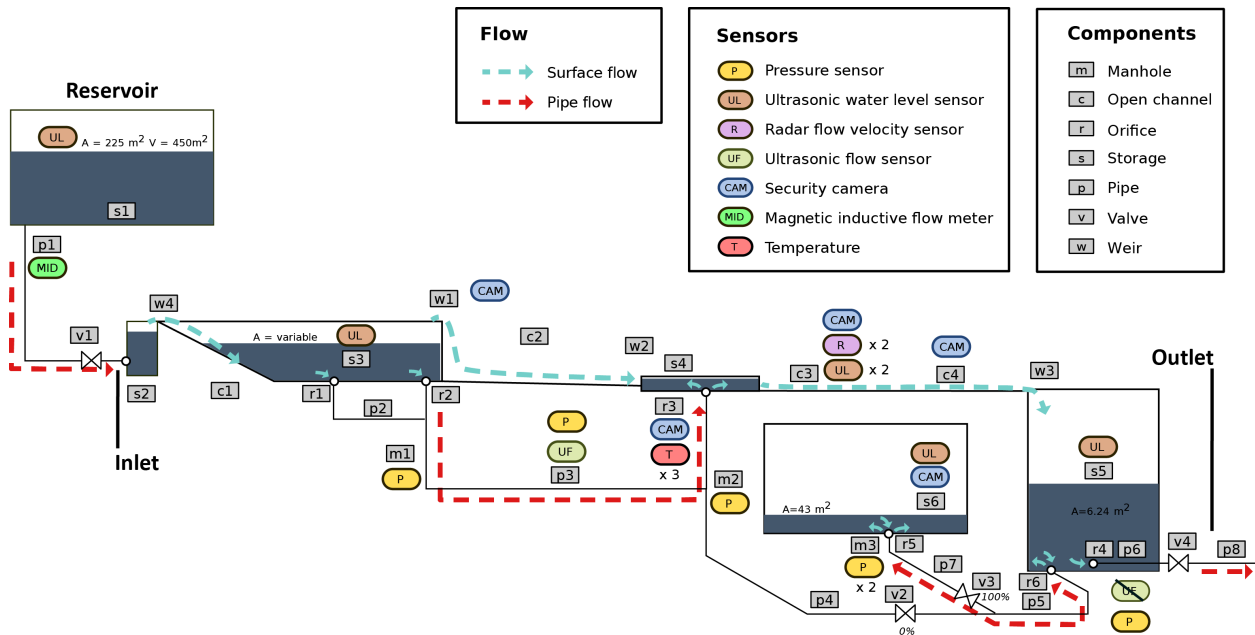 Flow
Surface flow
Pipe flow
Sensors
P Pressure sensor
UL Ultrasonic water level sensor
R Radar flow velocity sensor
UF Ultrasonic flow sensor
CAM Security camera
MID Magnetic inductive flow meter
T Temperature
Components
m Manhole
c Open channel
r Orifice
s Storage
p Pipe
v Valve
w Weir
Reservoir
UL
A = 225 m² V = 450m²
s1
p1
MID
v1
s2
Inlet
w4
c1
A = variable
UL
s3
r1
r2
p2
w1
CAM
c2
m1
P
P
UF
p3
w2
s4
r3
CAM
T
x 3
m2
P
CAM
R x 2
UL x 2
c3
CAM
c4
w3
Outlet
UL
CAM
s6
A=43 m²
m3
r5
P
x 2
p7
v3
100%
p4
v2
0%
UL
s5
A=6.24 m²
r4
p6
v4
p8
r6
p5
UF
P